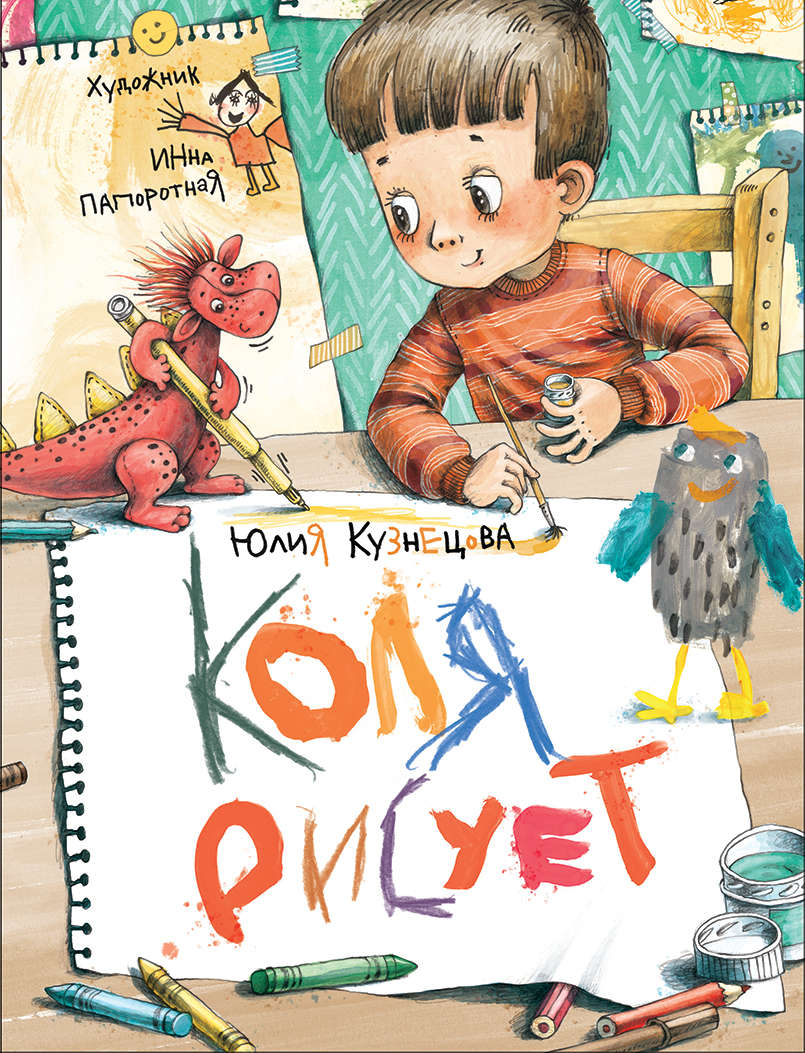 Художник
Инна
Папоротная
Юлия Кузнецова
Коля
рисует